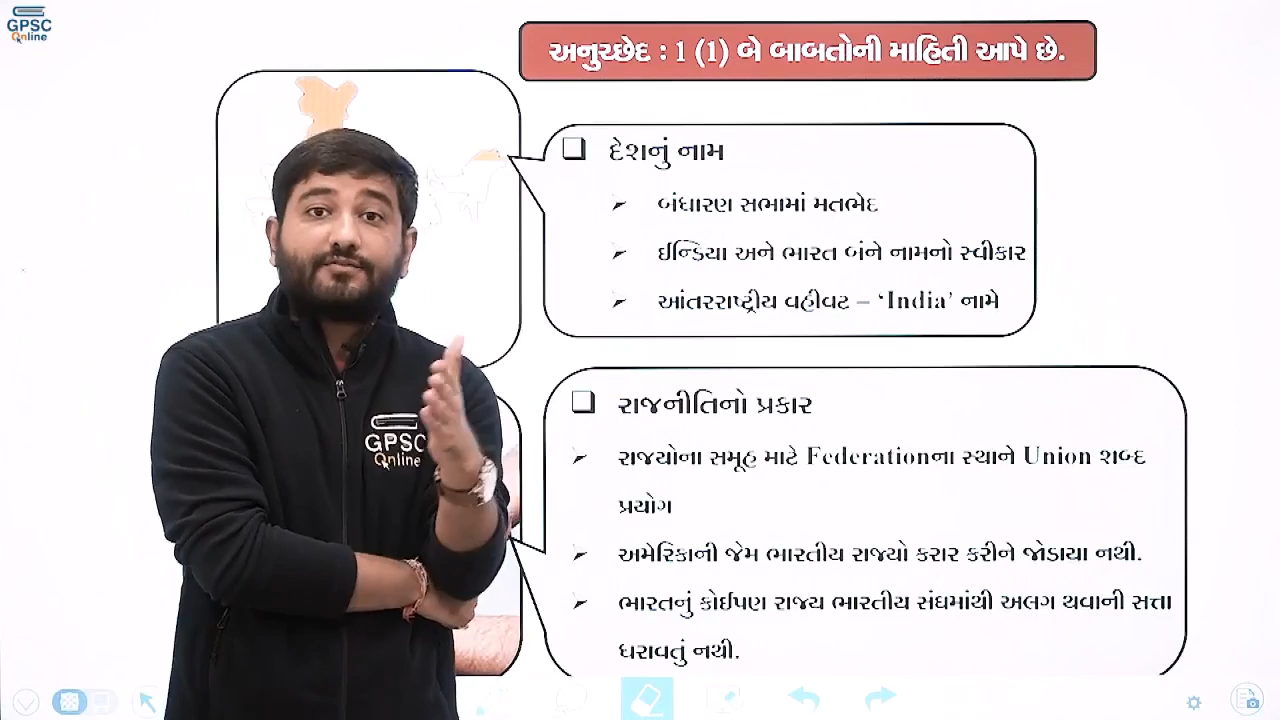 GPSC
Online
અનુચ્છેદ : 1 (1) બે બાબતોની માહિતી આપે છે.
❑ દેશનું નામ
➢ બંધારણ સભામાં મતભેદ
➢ ઈન્ડિયા અને ભારત બંને નામનો સ્વીકાર
➢ આંતરરાષ્ટ્રીય વહીવટ – ‘India’ નામે
❑ રાજનીતિનો પ્રકાર
➢ રાજ્યોના સમૂહ માટે Federationના સ્થાને Union શબ્દ
પ્રયોગ
➢ અમેરિકાની જેમ ભારતીય રાજ્યો કરાર કરીને જોડાયા નથી.
➢ ભારતનું કોઈપણ રાજ્ય ભારતીય સંઘમાંથી અલગ થવાની સત્તા
ધરાવતું નથી.
GPSC
Online